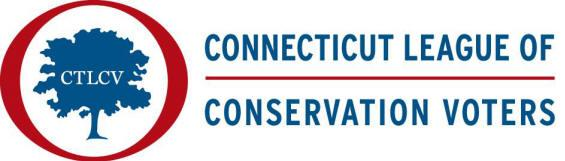 CTLCV
CONNECTICUT LEAGUE OF
CONSERVATION VOTERS